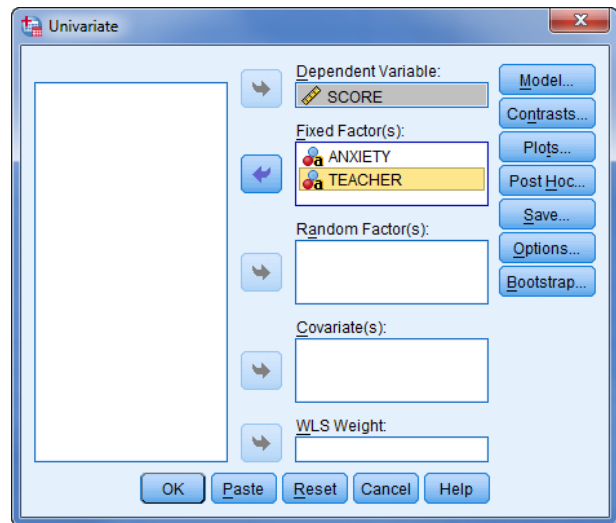 Univariate
Dependent Variable:
SCORE
Fixed Factor(s):
a ANXIETY
a TEACHER
Random Factor(s):
Covariate(s):
WLS Weight:
Model...
Contrasts...
Plots...
Post Hoc...
Save...
Options...
Bootstrap...
OK Paste Reset Cancel Help